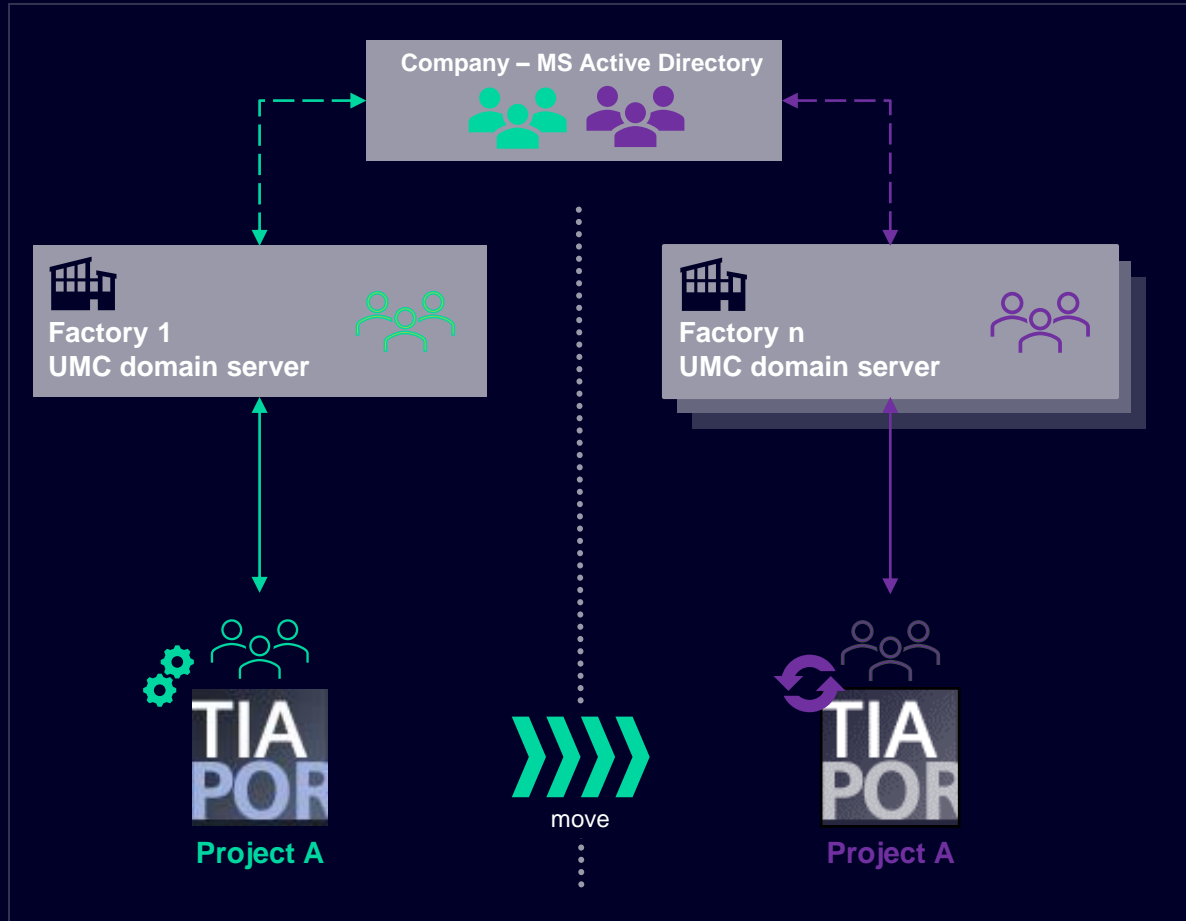 Company – MS Active Directory
Factory 1
UMC domain server
Factory n
UMC domain server
TIA
POR
TIA
POR
move
Project A
Project A